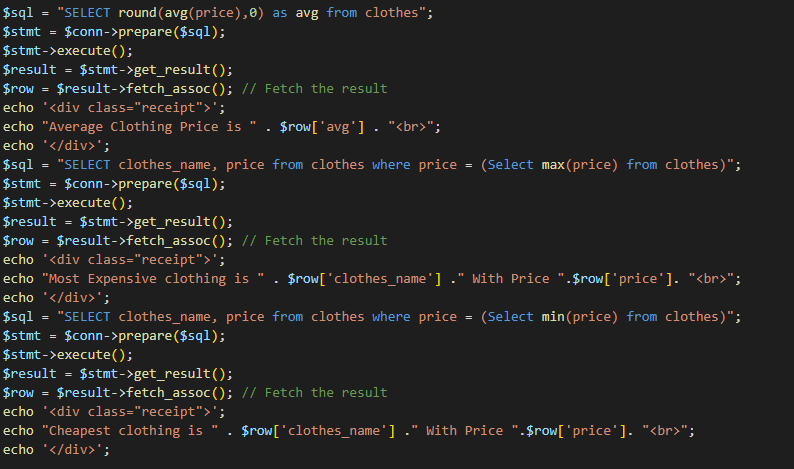 $sql = "SELECT round(avg(price),0) as avg from clothes";
$stmt = $conn->prepare($sql);
$stmt->execute();
$result = $stmt->get_result();
$row = $result->fetch_assoc(); // Fetch the result
echo '<div class="receipt">';
echo "Average Clothing Price is " . $row['avg'] . "<br>";
echo '</div>';
$sql = "SELECT clothes_name, price from clothes where price = (Select max(price) from clothes)";
$stmt = $conn->prepare($sql);
$stmt->execute();
$result = $stmt->get_result();
$row = $result->fetch_assoc(); // Fetch the result
echo '<div class="receipt">';
echo "Most Expensive clothing is " . $row['clothes_name'] ." With Price ".$row['price']. "<br>";
echo '</div>';
$sql = "SELECT clothes_name, price from clothes where price = (Select min(price) from clothes)";
$stmt = $conn->prepare($sql);
$stmt->execute();
$result = $stmt->get_result();
$row = $result->fetch_assoc(); // Fetch the result
echo '<div class="receipt">';
echo "Cheapest clothing is " . $row['clothes_name'] ." With Price ".$row['price']. "<br>";
echo '</div>';